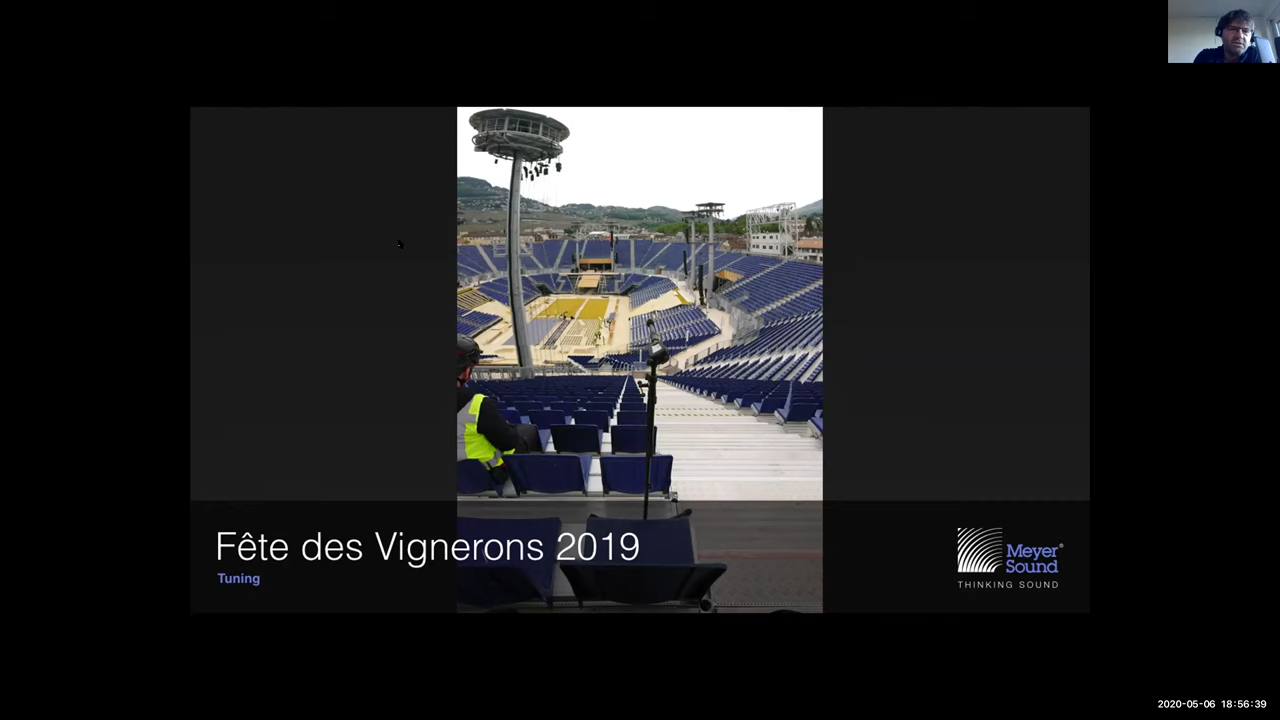 Fête des Vignerons 2019
Tuning
Meyer®
Sound
THINKING SOUND
2020-05-06 18:56:39